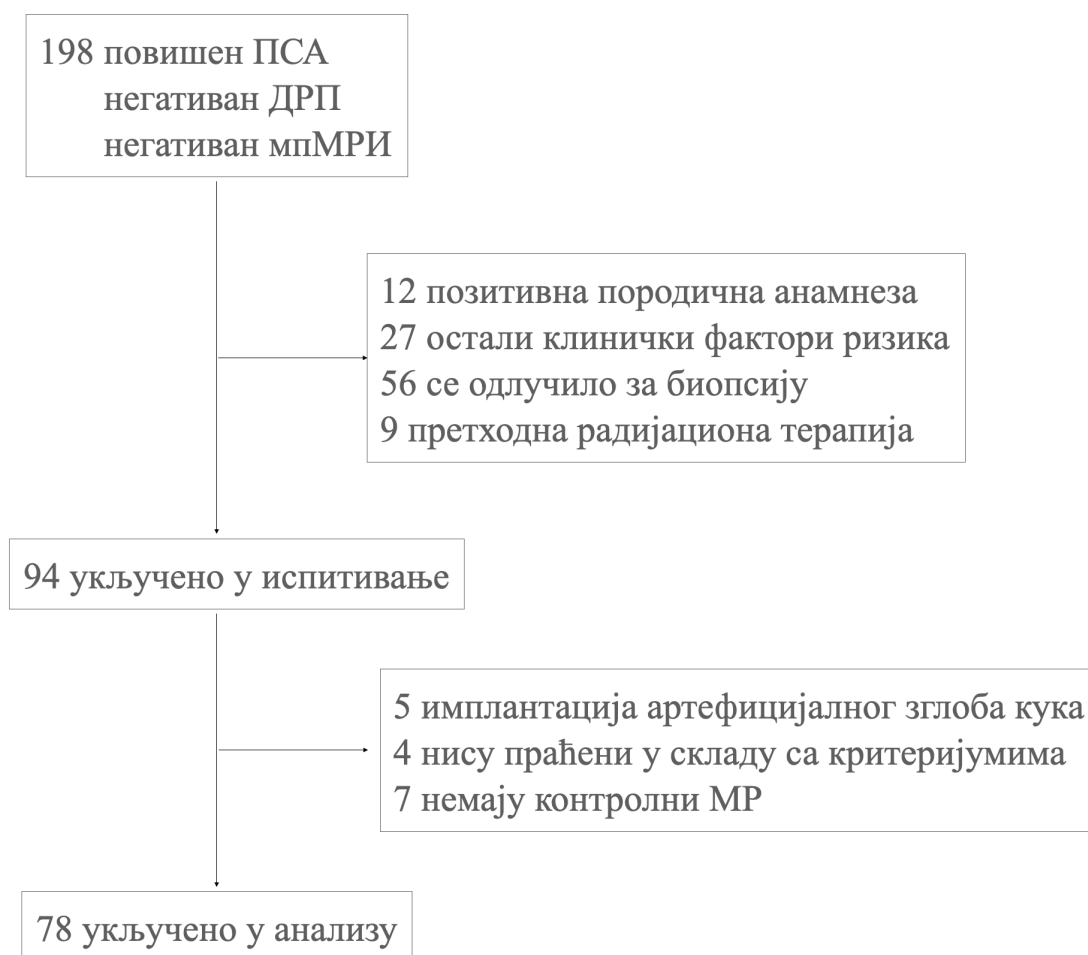 198 повишен ПСА
негативан ДРП
негативан мпМРИ
12 позитивна породична анамнеза
27 остали клинички фактори ризика
56 се одлучило за биопсију
9 претходна радијациона терапија
94 укључено у испитивање
5 имплантација артефицијалног зглоба кука
4 нису праћени у складу са критеријумима
7 немају контролни МР
78 укључено у анализу